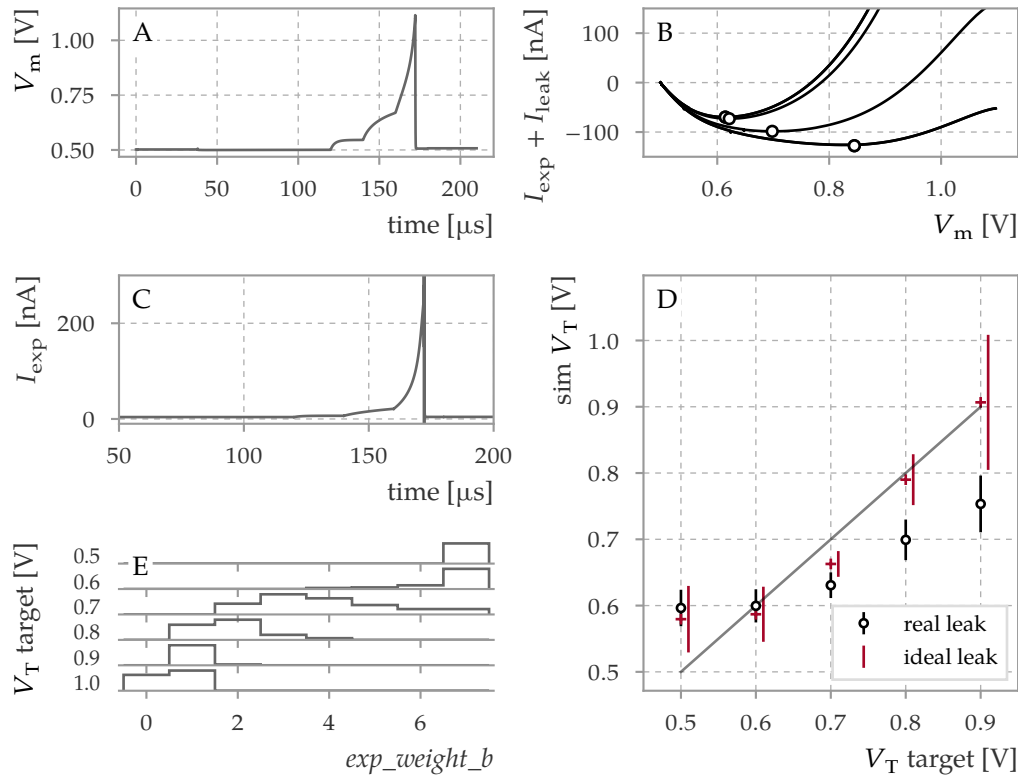 A
V_m [V]
1.00
0.75
0.50
0 50 100 150 200
time [µs]
B
I_exp + I_leak [nA]
100
0
−100
0.6 0.8 1.0
V_m [V]
C
I_exp [nA]
200
0
50 100 150 200
time [µs]
D
sim V_T [V]
1.0
0.9
0.8
0.7
0.6
0.5
real leak
ideal leak
0.5 0.6 0.7 0.8 0.9
V_T target [V]
E
V_T target [V]
0.5
0.6
0.7
0.8
0.9
1.0
0 2 4 6
exp_weight_b